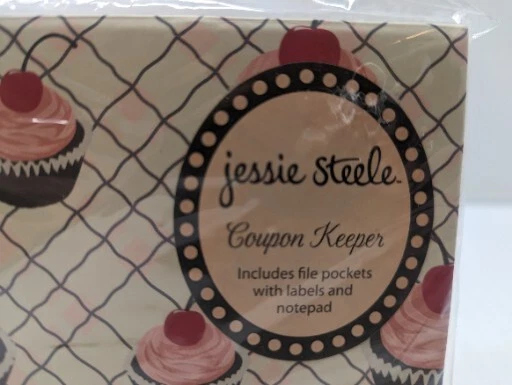 jessie steele
Coupon Keeper
Includes file pockets
with labels and
notepad